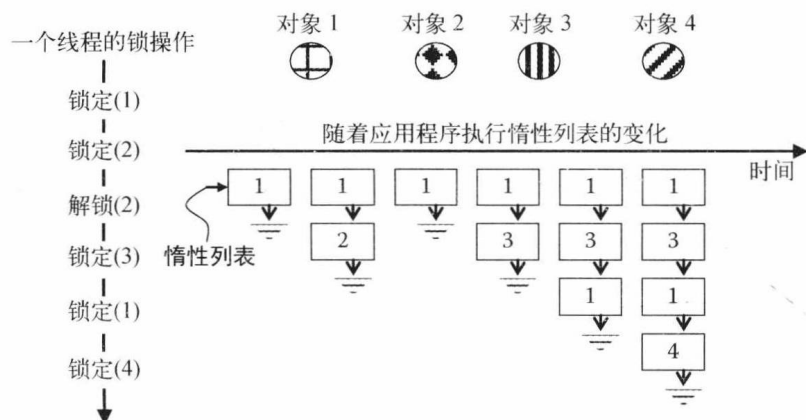 一个线程的锁操作
对象 1 对象 2 对象 3 对象 4
锁定(1)
锁定(2)
解锁(2)
锁定(3)
锁定(1)
锁定(4)
随着应用程序执行惰性列表的变化
时间
惰性列表
1 1 1 1 1 1
2 3 3 3
1 1
4